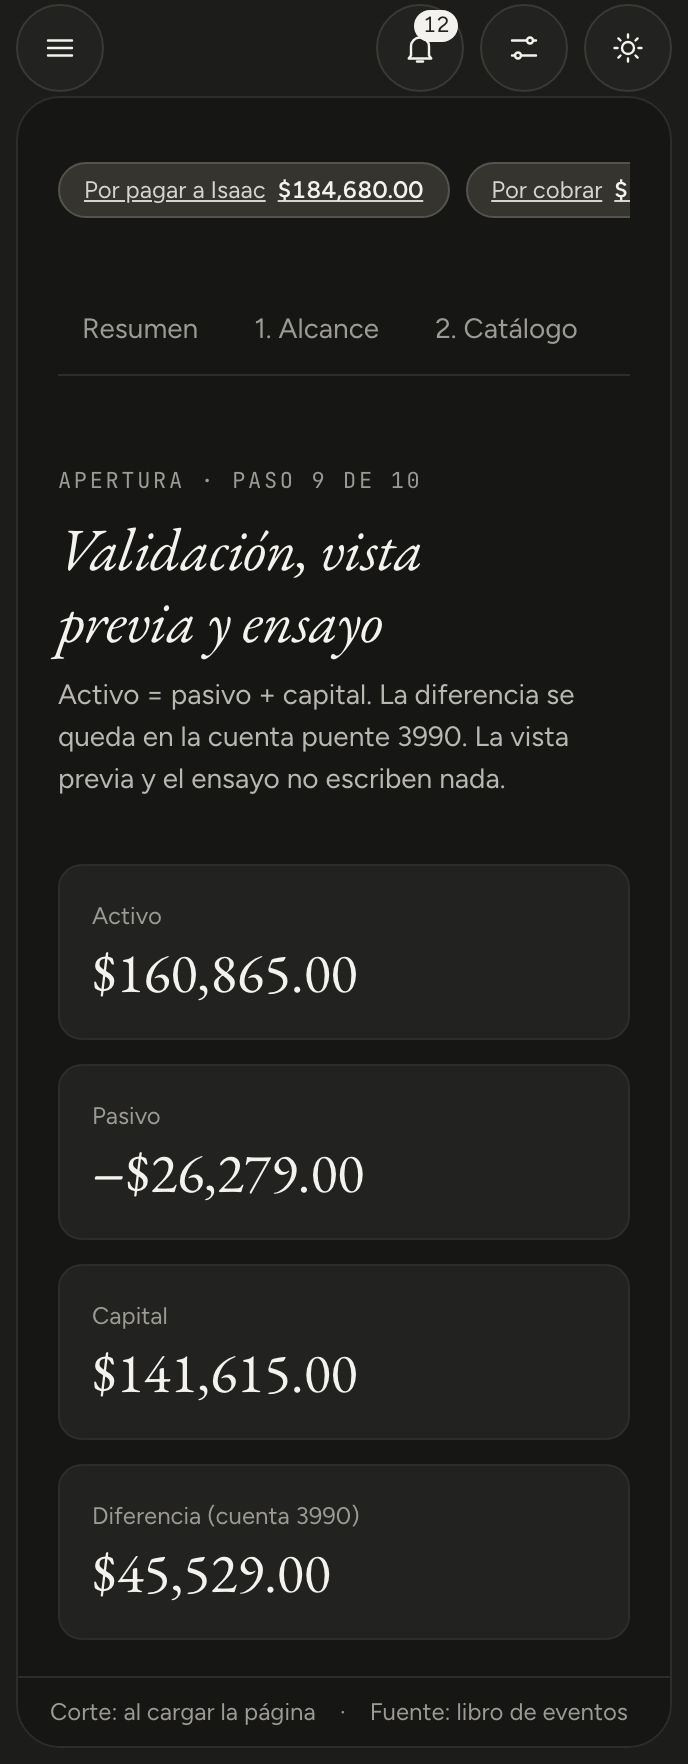 12
Por pagar a Isaac $184,680.00 Por cobrar $
Resumen 1. Alcance 2. Catálogo
APERTURA · PASO 9 DE 10
Validación, vista
previa y ensayo
Activo = pasivo + capital. La diferencia se
queda en la cuenta puente 3990. La vista
previa y el ensayo no escriben nada.
Activo
$160,865.00
Pasivo
−$26,279.00
Capital
$141,615.00
Diferencia (cuenta 3990)
$45,529.00
Corte: al cargar la página · Fuente: libro de eventos